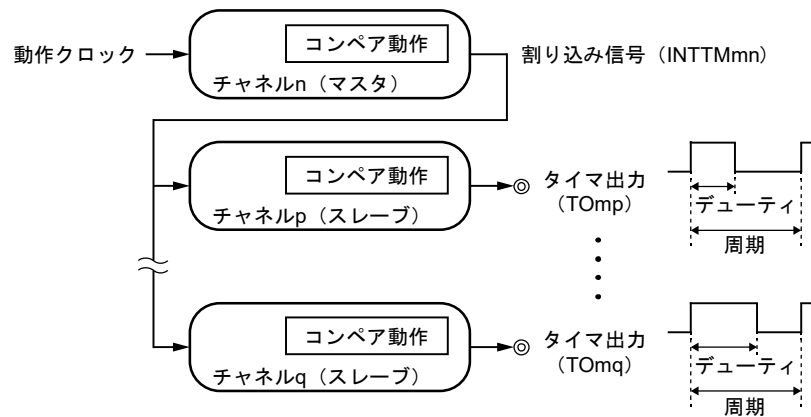 コンペア動作
動作クロック
割り込み信号（INTTMmn）
チャネルn（マスタ）
コンペア動作
タイマ出力
（TOmp）
チャネルp（スレーブ）
デューティ
周期
コンペア動作
タイマ出力
（TOmq）
チャネルq（スレーブ）
デューティ
周期